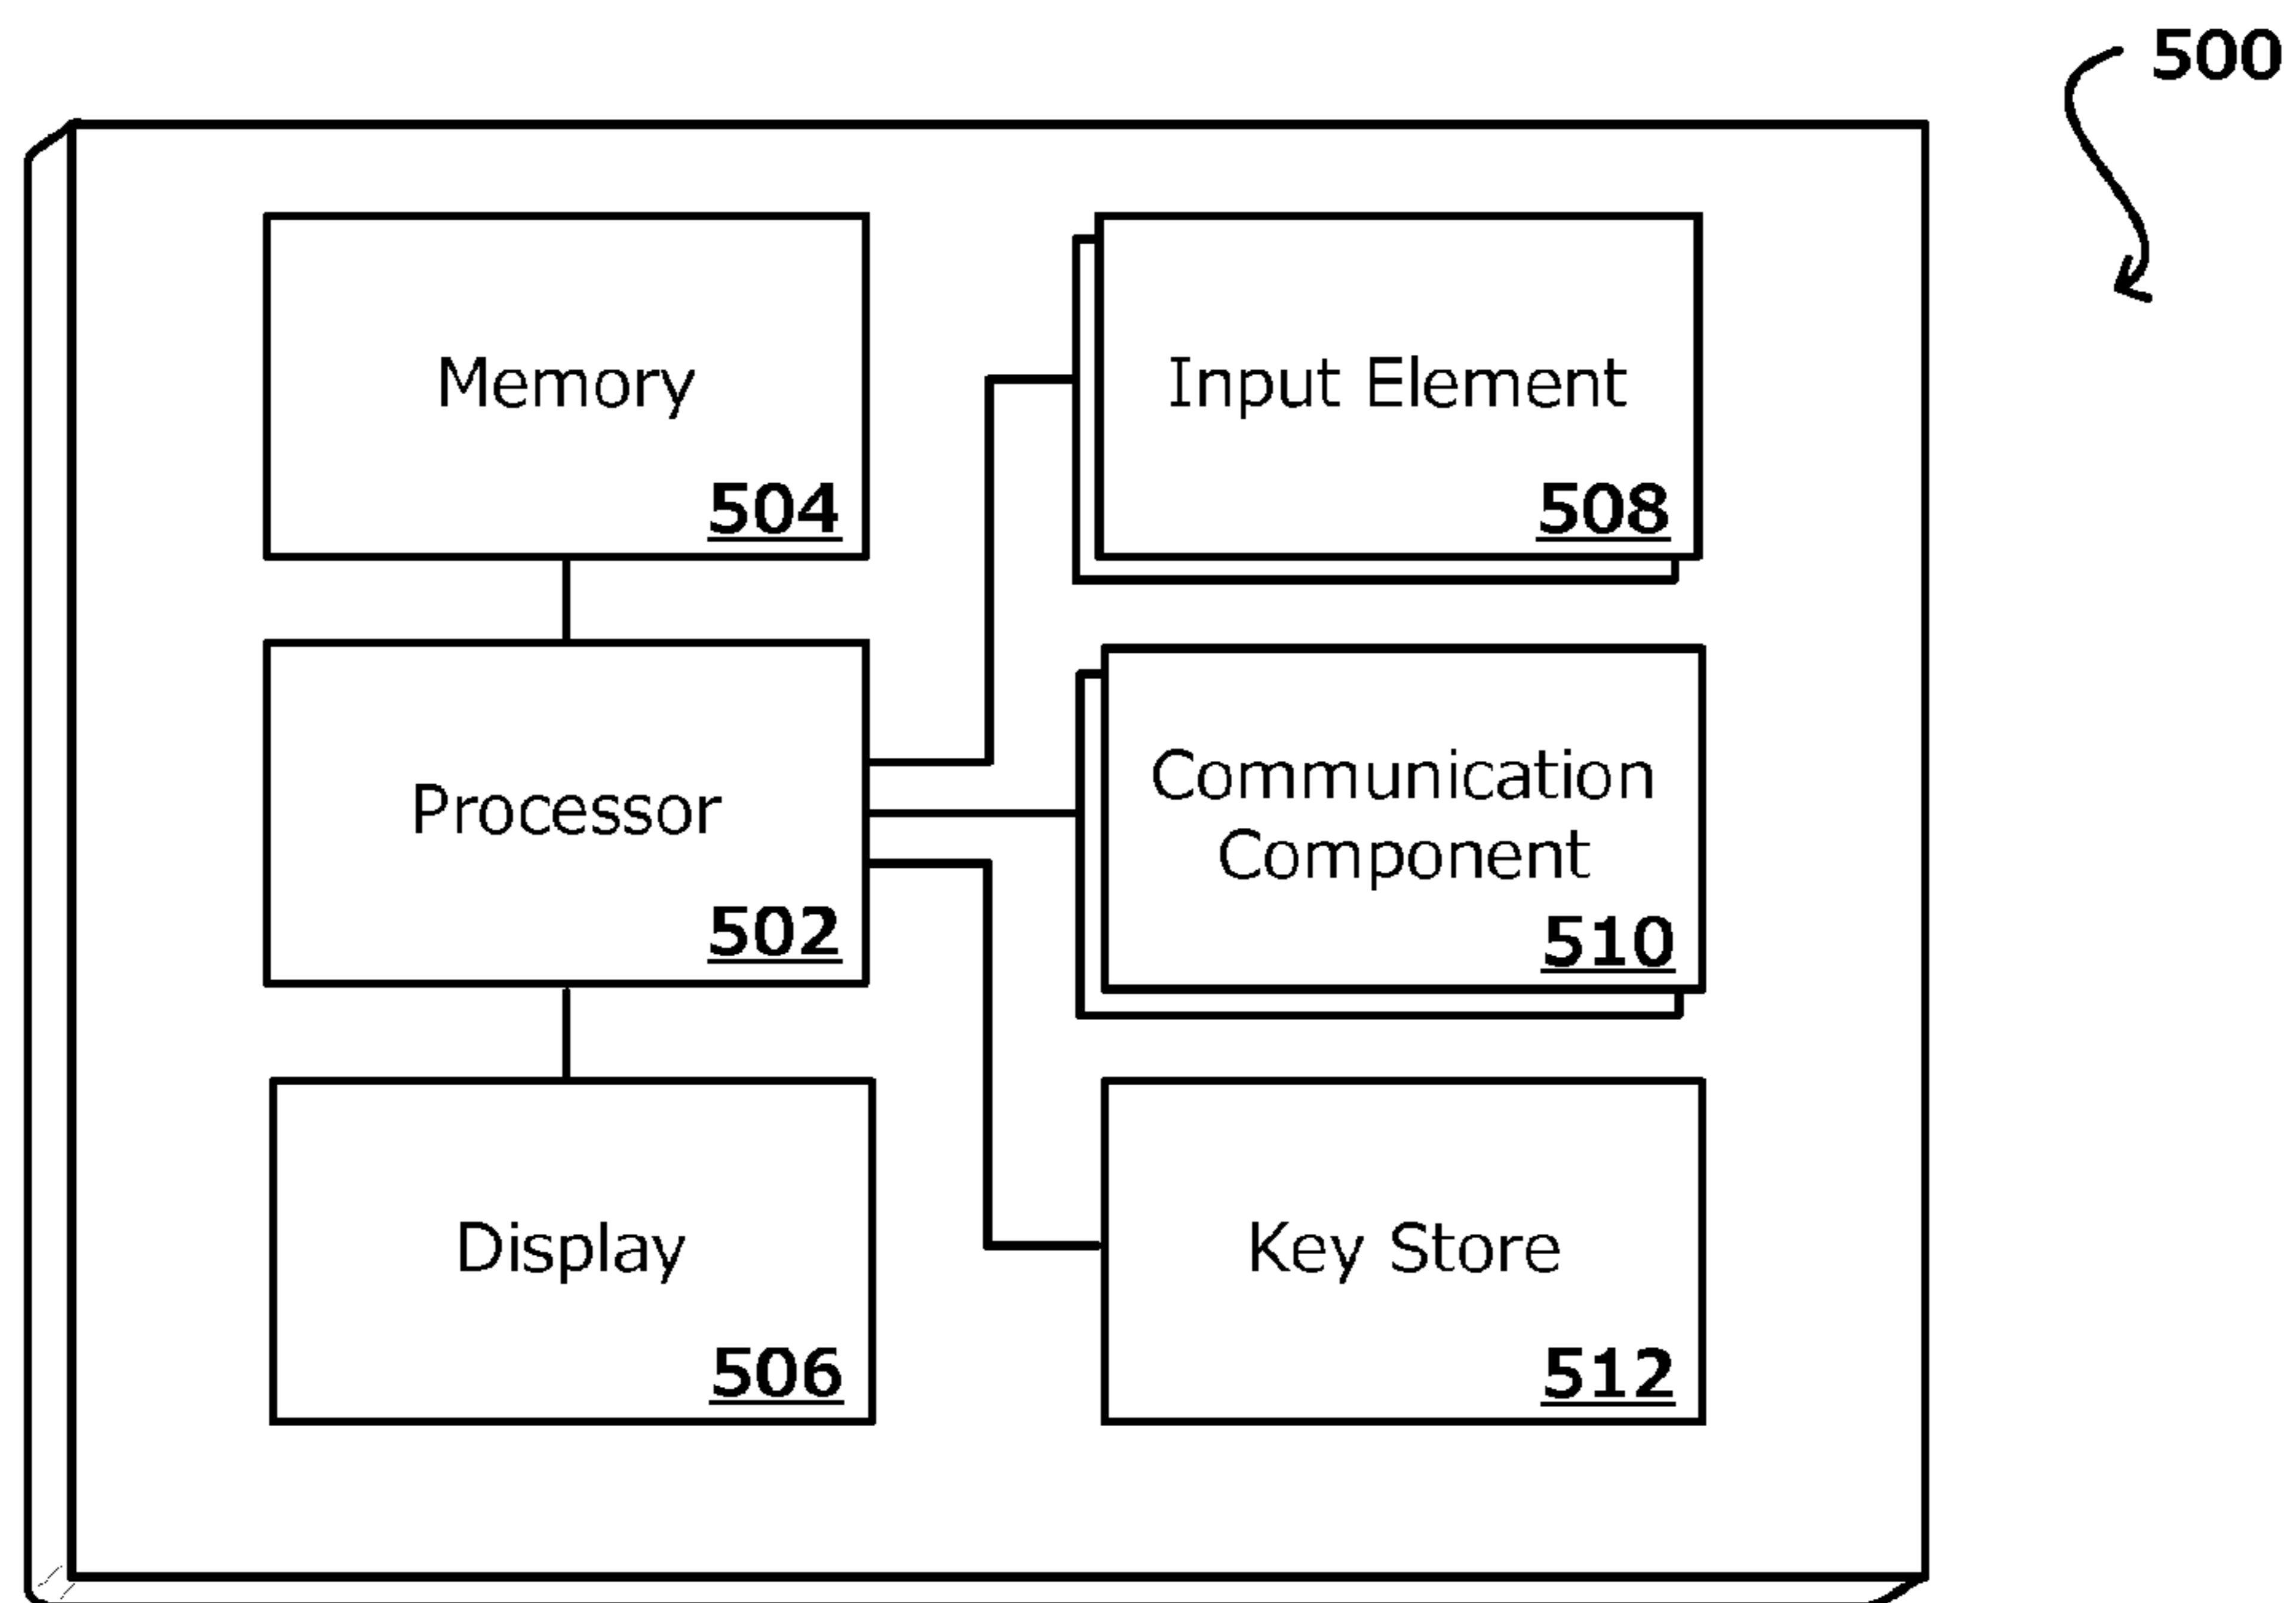 500
Memory
504
Input Element
508
Processor
502
Communication
Component
510
Display
506
Key Store
512